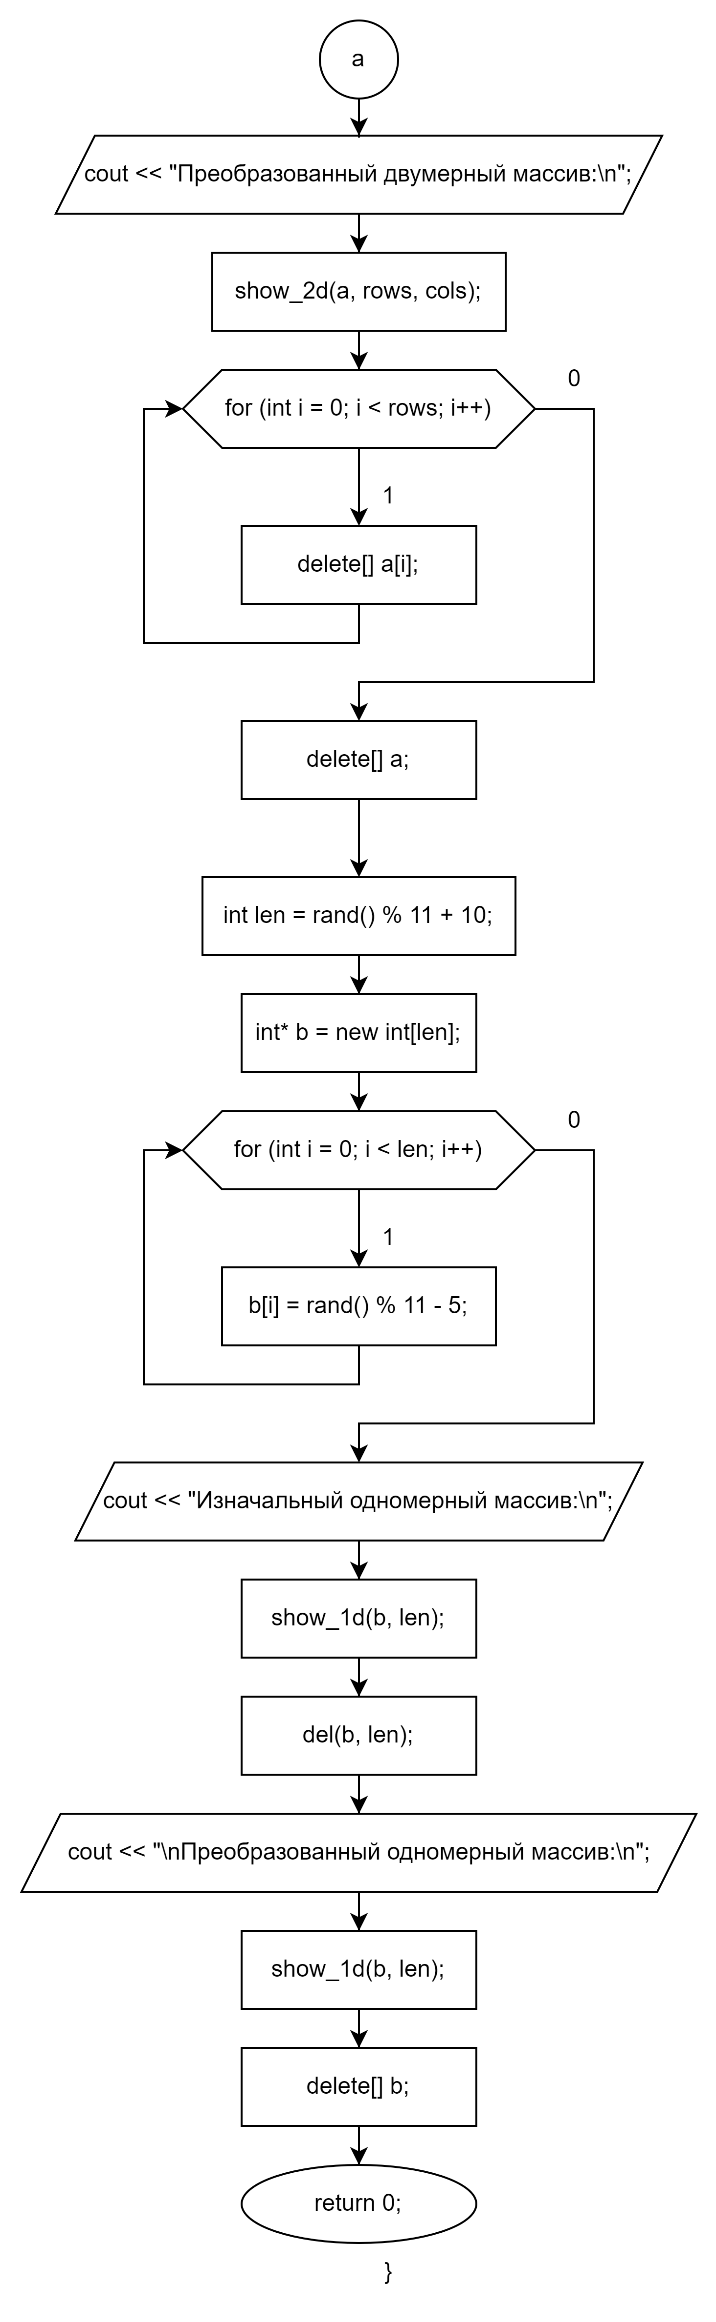 a
cout << "Преобразованный двумерный массив:\n";
show_2d(a, rows, cols);
0
for (int i = 0; i < rows; i++)
1
delete[] a[i];
delete[] a;
int len = rand() % 11 + 10;
int* b = new int[len];
0
for (int i = 0; i < len; i++)
1
b[i] = rand() % 11 - 5;
cout << "Изначальный одномерный массив:\n";
show_1d(b, len);
del(b, len);
cout << "\nПреобразованный одномерный массив:\n";
show_1d(b, len);
delete[] b;
return 0;
}